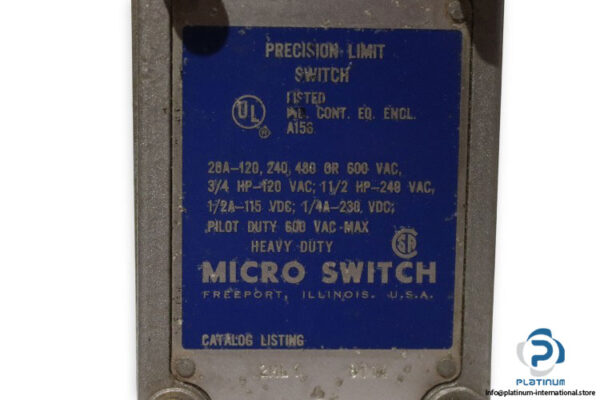 PRECISION LIMIT
SWITCH
UL
®
LISTED
IND. CONT. EQ. ENCL.
A156
20A-120, 240, 480 OR 600 VAC,
3/4 HP-120 VAC; 1 1/2 HP-240 VAC,
1/2A-115 VDC; 1/4A-230, VDC;
PILOT DUTY 600 VAC MAX
HEAVY DUTY
MICRO SWITCH
FREEPORT, ILLINOIS. U.S.A.
CATALOG LISTING
PLATINUM
info@platinum-international.store